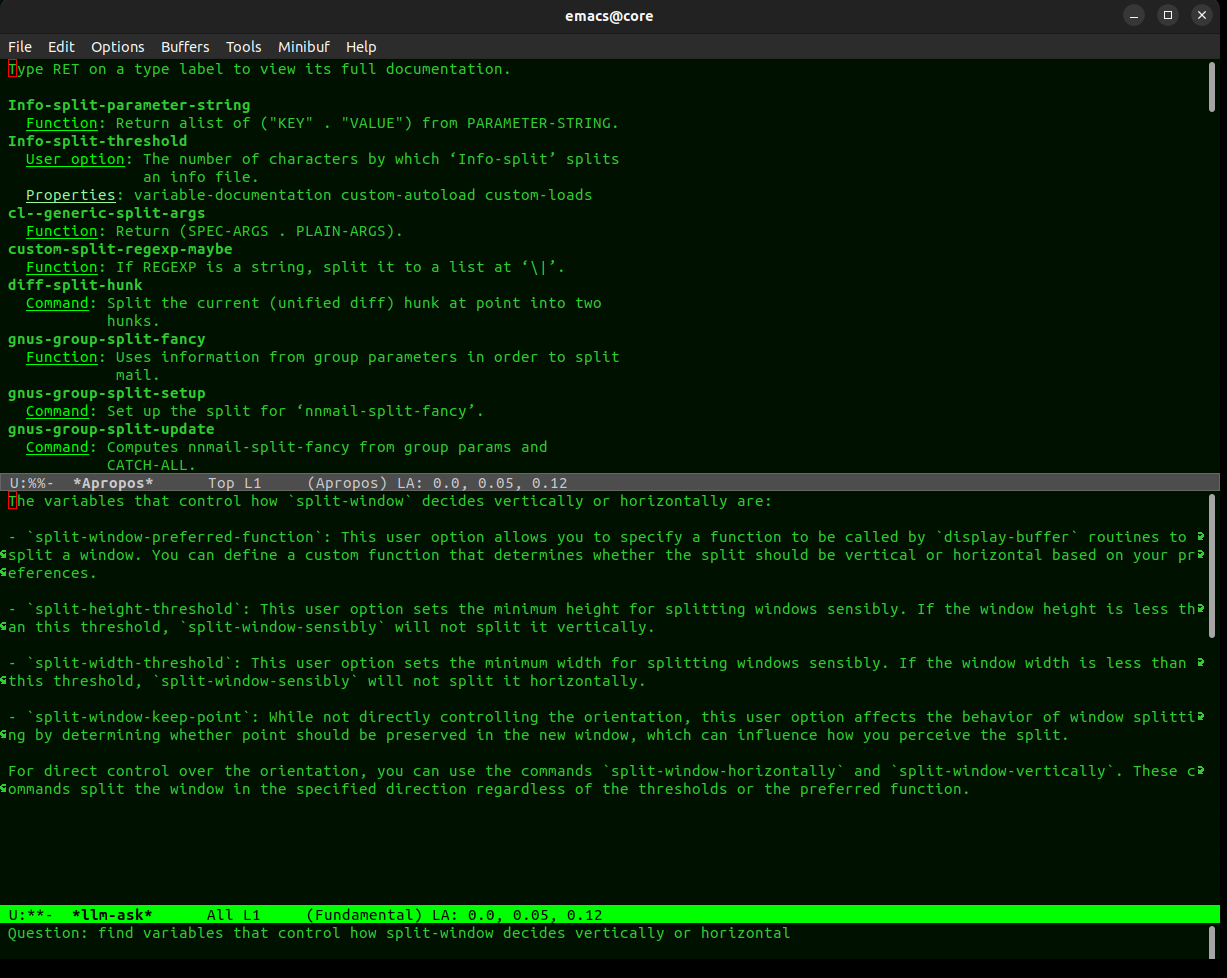 emacs@core
File Edit Options Buffers Tools Minibuf Help
Type RET on a type label to view its full documentation.
Info-split-parameter-string
Function: Return alist of ("KEY" . "VALUE") from PARAMETER-STRING.
Info-split-threshold
User option: The number of characters by which ‘Info-split’ splits
an info file.
Properties: variable-documentation custom-autoload custom-loads
cl--generic-split-args
Function: Return (SPEC-ARGS . PLAIN-ARGS).
custom-split-regexp-maybe
Function: If REGEXP is a string, split it to a list at ‘\|’.
diff-split-hunk
Command: Split the current (unified diff) hunk at point into two
hunks.
gnus-group-split-fancy
Function: Uses information from group parameters in order to split
mail.
gnus-group-split-setup
Command: Set up the split for ‘nnmail-split-fancy’.
gnus-group-split-update
Command: Computes nnmail-split-fancy from group params and
CATCH-ALL.
U:%%-  *Apropos*      Top L1     (Apropos) LA: 0.0, 0.05, 0.12
The variables that control how `split-window` decides vertically or horizontally are:
- `split-window-preferred-function`: This user option allows you to specify a function to be called by `display-buffer` routines to
split a window. You can define a custom function that determines whether the split should be vertical or horizontal based on your pr
eferences.
- `split-height-threshold`: This user option sets the minimum height for splitting windows sensibly. If the window height is less th
an this threshold, `split-window-sensibly` will not split it vertically.
- `split-width-threshold`: This user option sets the minimum width for splitting windows sensibly. If the window width is less than
this threshold, `split-window-sensibly` will not split it horizontally.
- `split-window-keep-point`: While not directly controlling the orientation, this user option affects the behavior of window splitti
ng by determining whether point should be preserved in the new window, which can influence how you perceive the split.
For direct control over the orientation, you can use the commands `split-window-horizontally` and `split-window-vertically`. These c
ommands split the window in the specified direction regardless of the thresholds or the preferred function.
U:**-  *llm-ask*      All L1     (Fundamental) LA: 0.0, 0.05, 0.12
Question: find variables that control how split-window decides vertically or horizontal